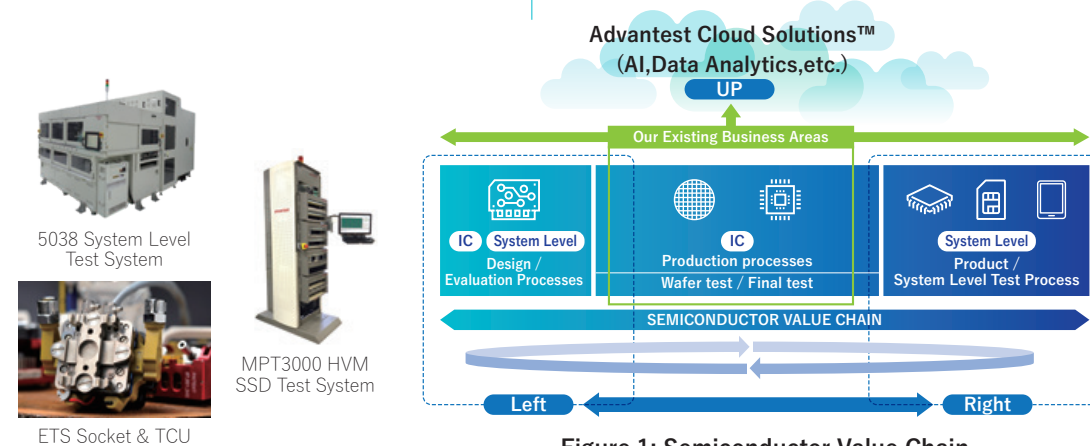 5038 System Level
Test System
MPT3000 HVM
SSD Test System
ETS Socket & TCU
Advantest Cloud Solutions™
(AI,Data Analytics,etc.)
UP
Our Existing Business Areas
IC System Level
Design /
Evaluation Processes
IC
Production processes
Wafer test / Final test
System Level
Product /
System Level Test Process
SEMICONDUCTOR VALUE CHAIN
Left
Right
Figure 1: Semiconductor Value Chain